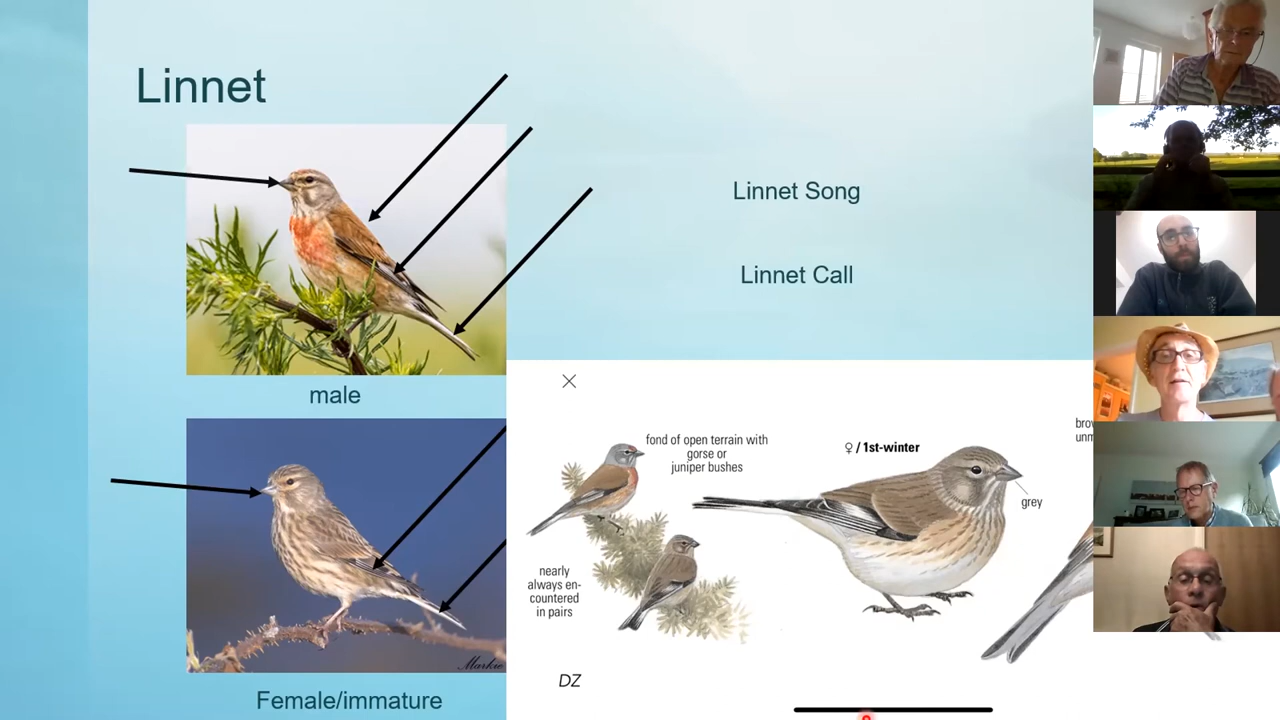 Linnet
male
Female/immature
Markie
Linnet Song
Linnet Call
fond of open terrain with
gorse or
juniper bushes
nearly
always en-
countered
in pairs
♀ / 1st-winter
grey
DZ